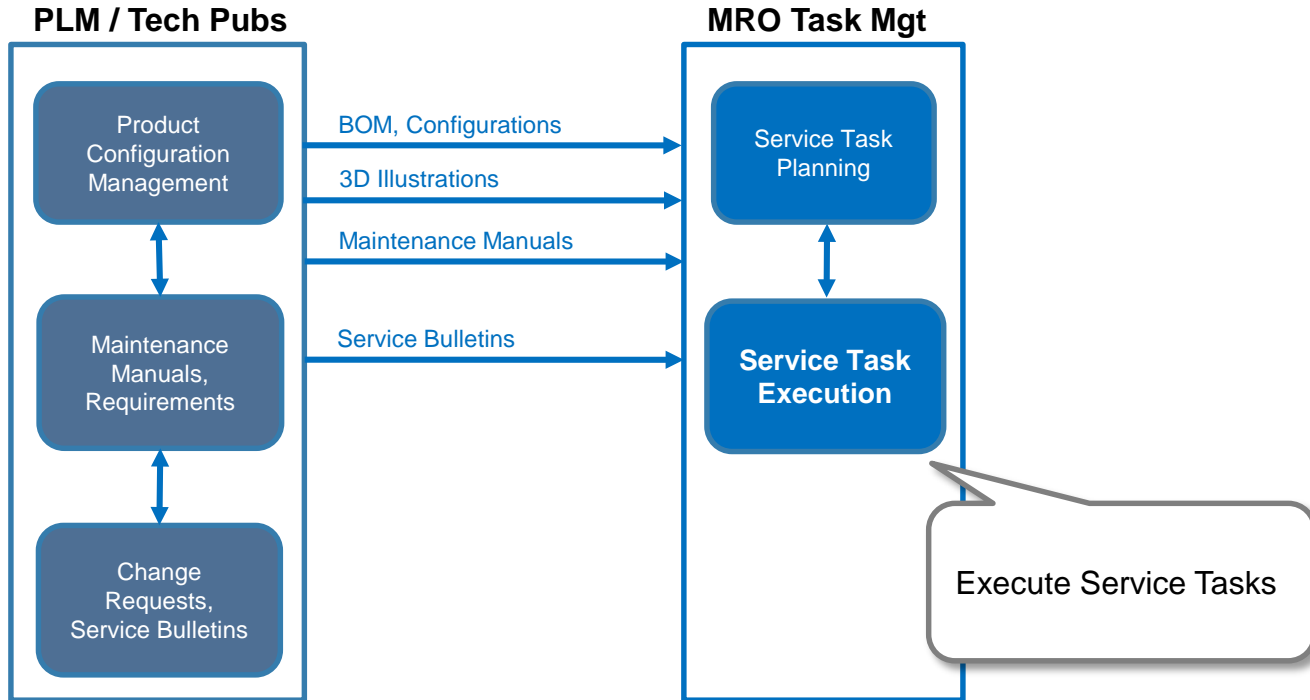 PLM / Tech Pubs
MRO Task Mgt
Product
Configuration
Management
BOM, Configurations
3D Illustrations
Maintenance Manuals
Service Task
Planning
Maintenance
Manuals,
Requirements
Service Bulletins
Service Task
Execution
Change
Requests,
Service Bulletins
Execute Service Tasks